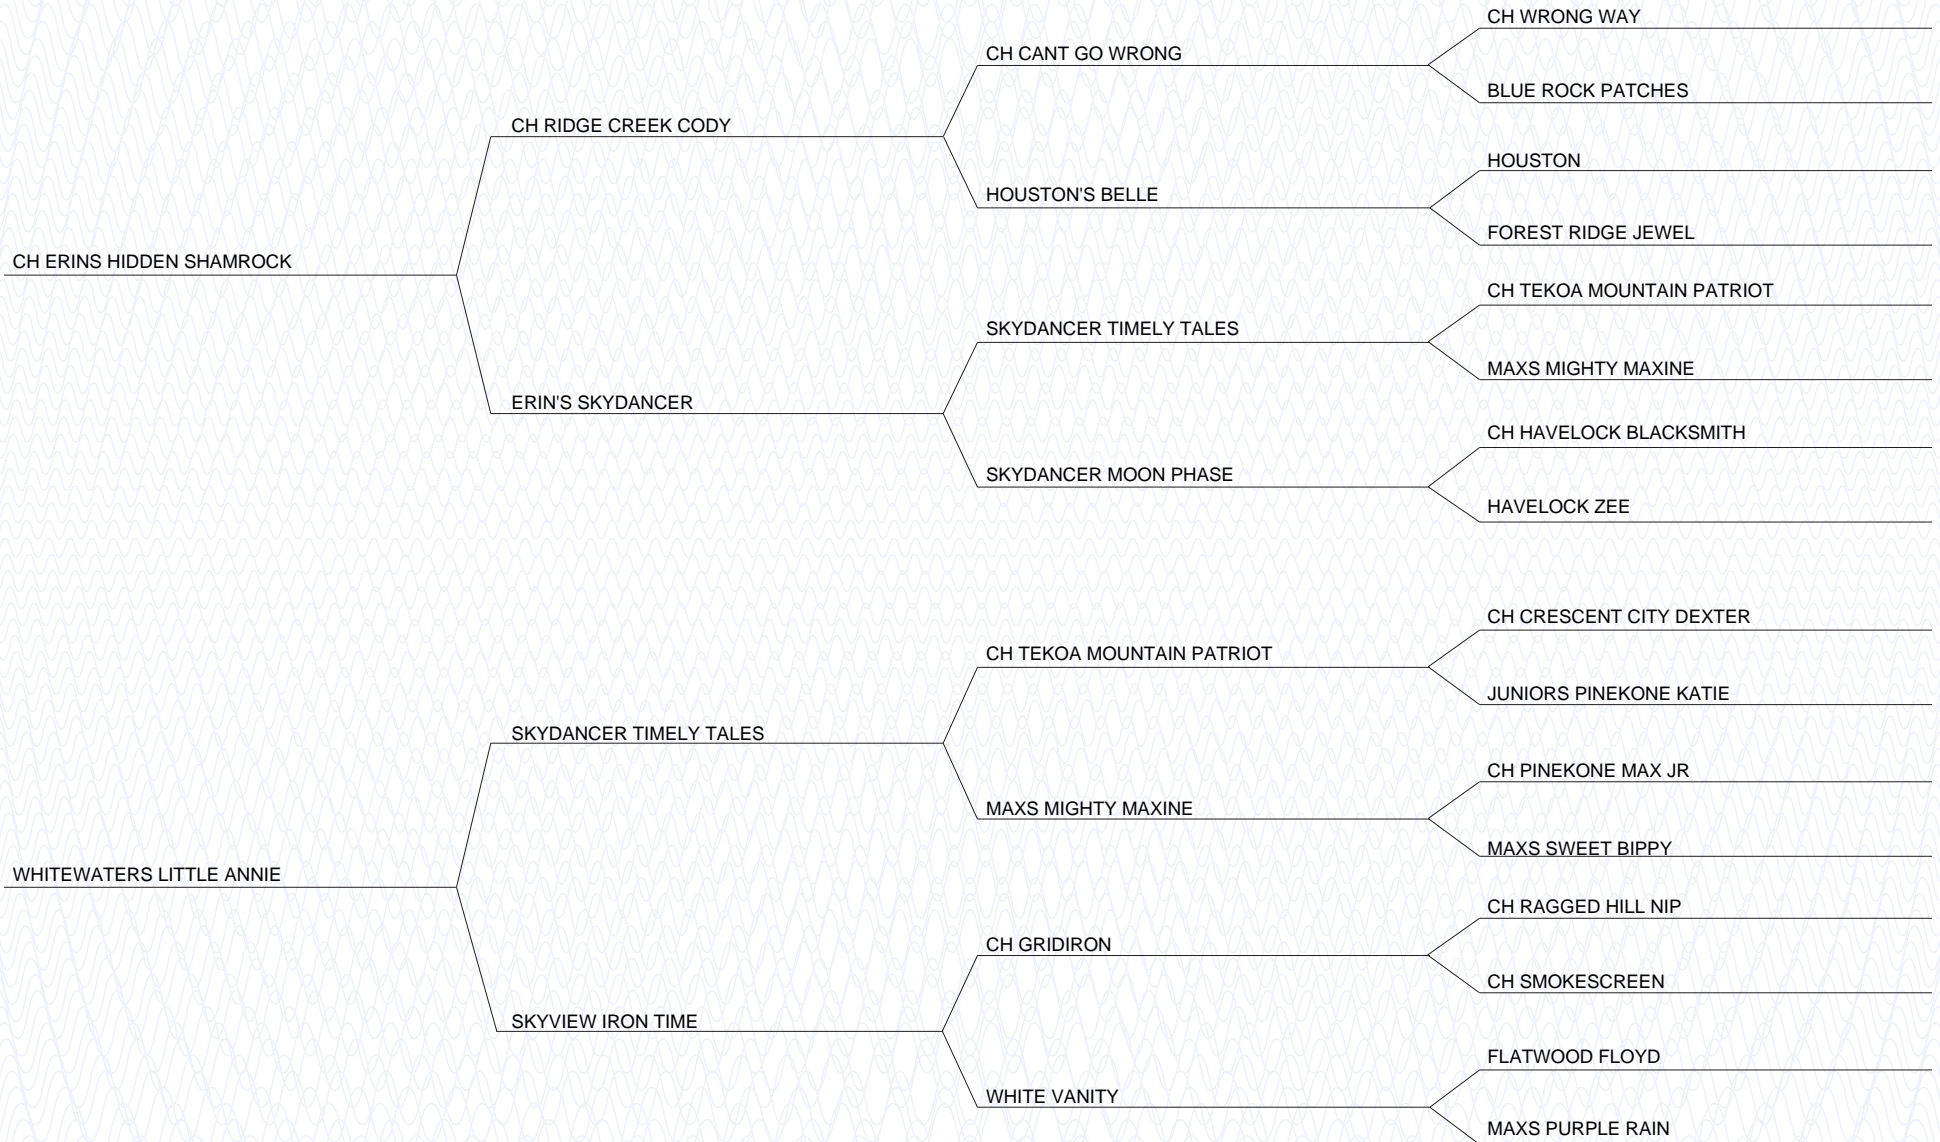 CH WRONG WAY
CH CANT GO WRONG
BLUE ROCK PATCHES
CH RIDGE CREEK CODY
HOUSTON
HOUSTON'S BELLE
FOREST RIDGE JEWEL
CH ERINS HIDDEN SHAMROCK
CH TEKOA MOUNTAIN PATRIOT
SKYDANCER TIMELY TALES
MAXS MIGHTY MAXINE
ERIN'S SKYDANCER
CH HAVELOCK BLACKSMITH
SKYDANCER MOON PHASE
HAVELOCK ZEE
CH CRESCENT CITY DEXTER
CH TEKOA MOUNTAIN PATRIOT
JUNIORS PINEKONE KATIE
SKYDANCER TIMELY TALES
CH PINEKONE MAX JR
MAXS MIGHTY MAXINE
MAXS SWEET BIPPY
WHITEWATERS LITTLE ANNIE
CH RAGGED HILL NIP
CH GRIDIRON
CH SMOKESCREEN
SKYVIEW IRON TIME
FLATWOOD FLOYD
WHITE VANITY
MAXS PURPLE RAIN